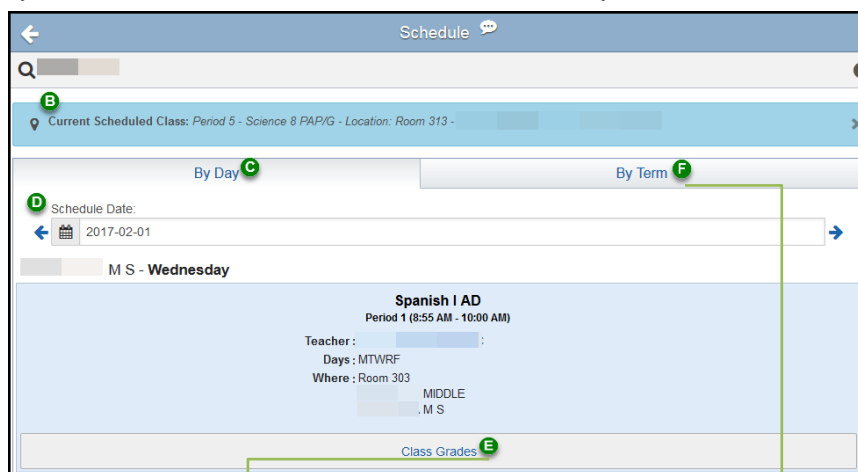 Schedule
B
Current Scheduled Class: Period 5 - Science 8 PAP/G - Location: Room 313 -
By Day C
By Term F
D
Schedule Date:
2017-02-01
M S - Wednesday
Spanish I AD
Period 1 (8:55 AM - 10:00 AM)
Teacher :
Days : MTWRF
Where : Room 303
MIDDLE
, M S
Class Grades E